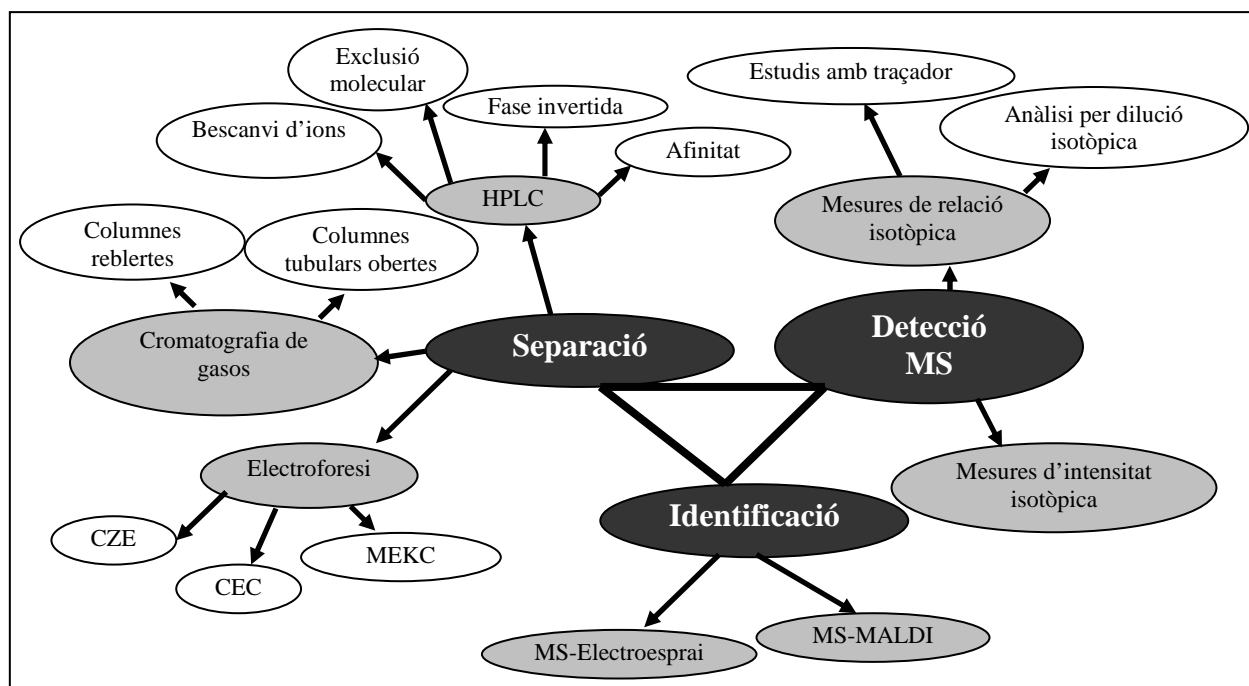 Exclusió
molecular
Estudis amb traçador
Fase invertida
Bescanvi d’ions
Anàlisi per dilució
isotòpica
Afinitat
HPLC
Mesures de relació
isotòpica
Columnes
reblertes
Columnes
tubulars obertes
Cromatografia de
gasos
Separació
Detecció
MS
Electroforesi
Mesures d’intensitat
isotòpica
Identificació
CZE
MEKC
CEC
MS-MALDI
MS-Electroesprai